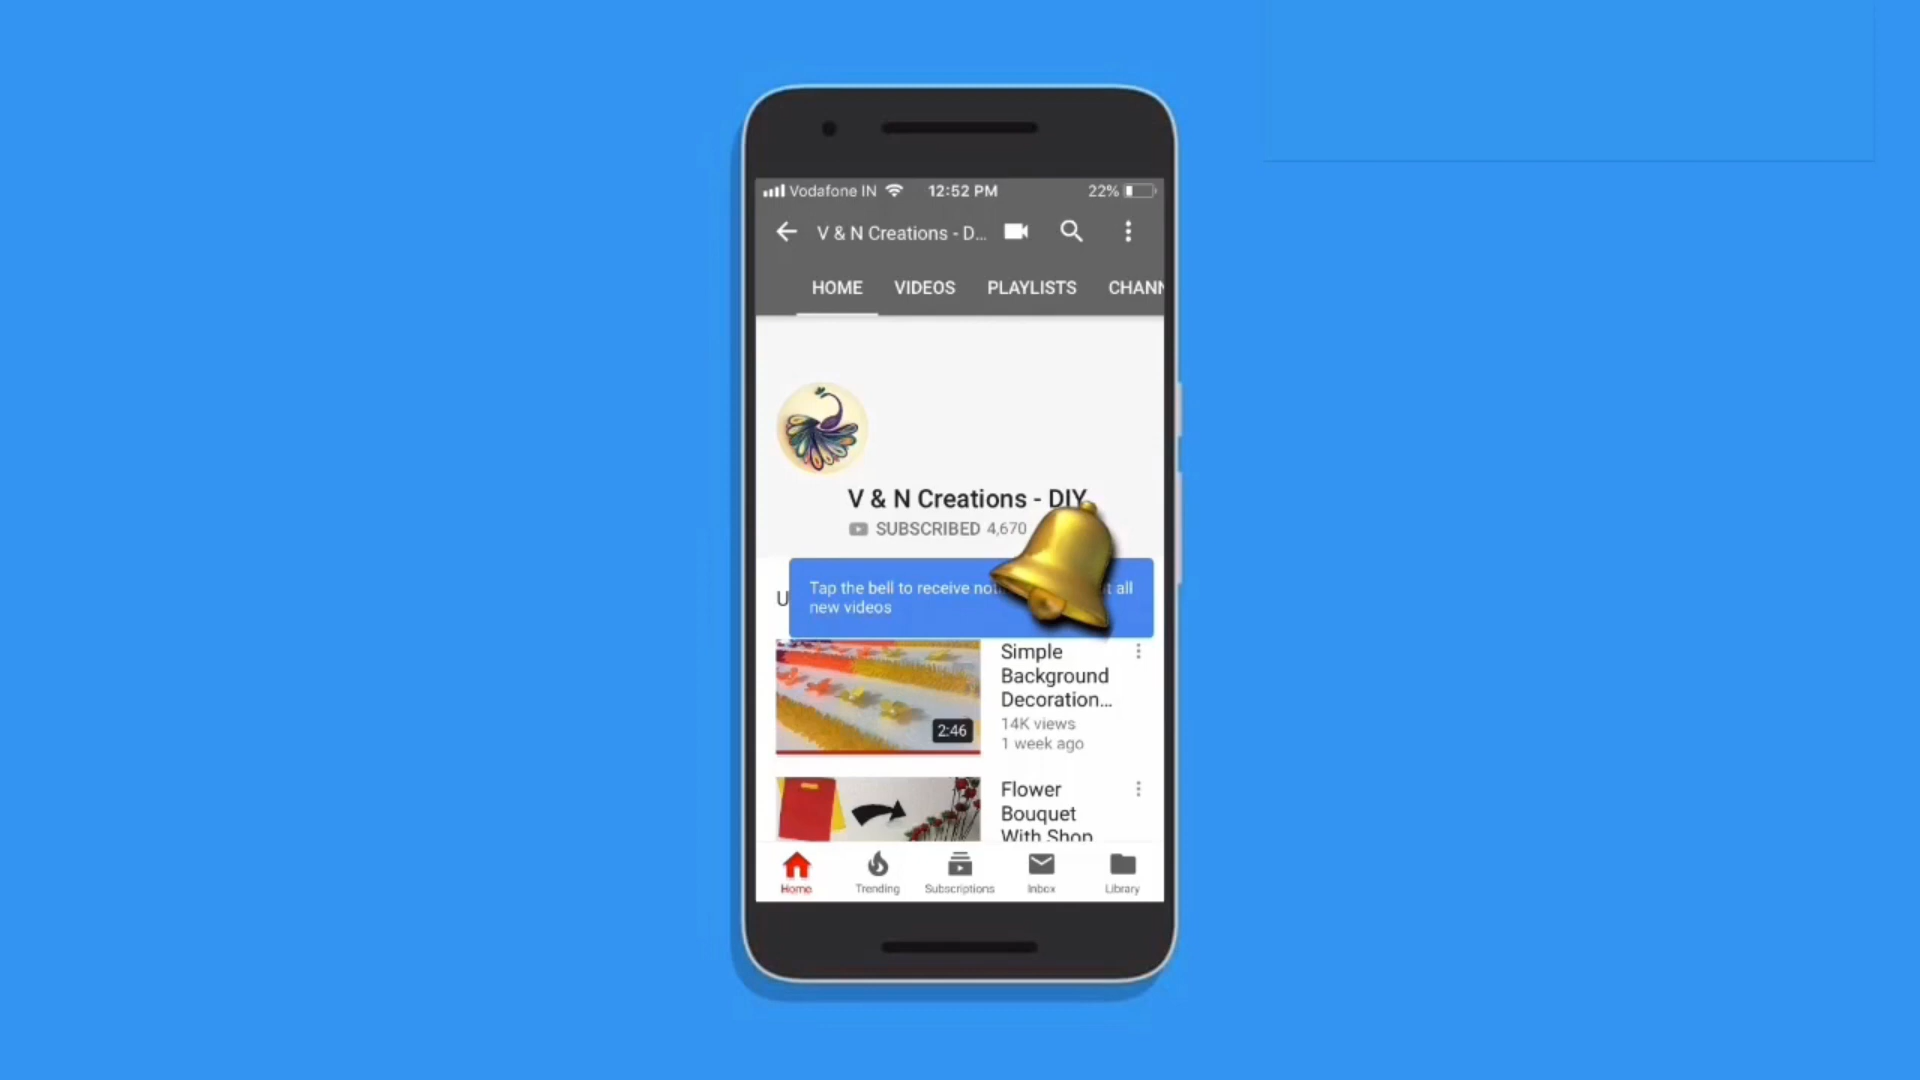 Vodafone IN 12:52 PM 22%
V & N Creations - D...
HOME VIDEOS PLAYLISTS CHANN
V & N Creations - DIY
SUBSCRIBED 4,670
Tap the bell to receive all
new videos
Simple
Background
Decoration...
14K views
1 week ago
2:46
Flower
Bouquet
With Shop
Home Trending Subscriptions Inbox Library